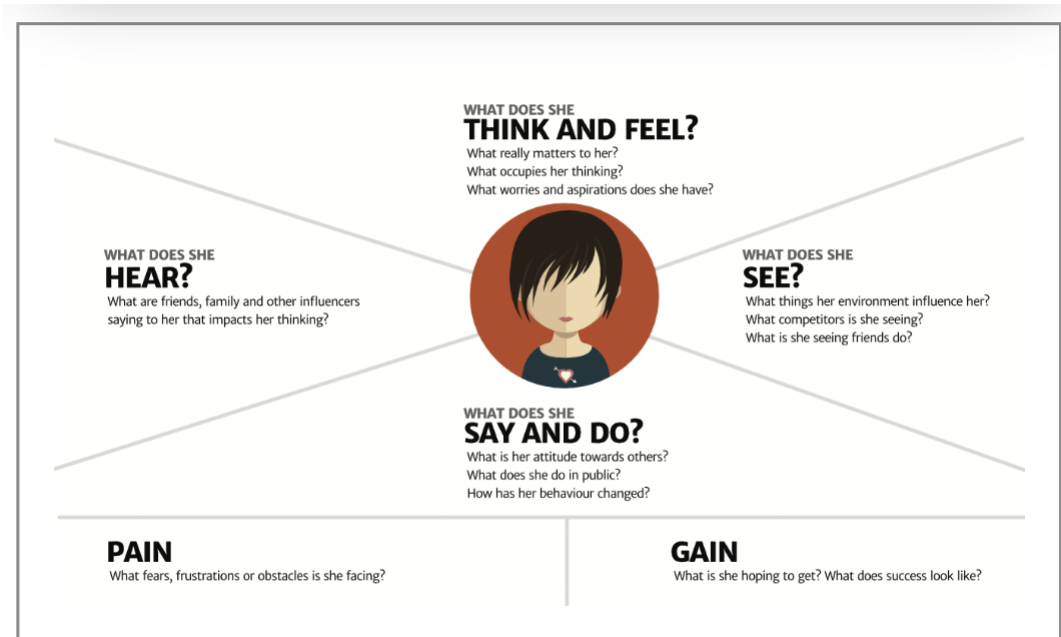 WHAT DOES SHE
THINK AND FEEL?
What really matters to her?
What occupies her thinking?
What worries and aspirations does she have?
WHAT DOES SHE
HEAR?
What are friends, family and other influencers
saying to her that impacts her thinking?
WHAT DOES SHE
SEE?
What things her environment influence her?
What competitors is she seeing?
What is she seeing friends do?
WHAT DOES SHE
SAY AND DO?
What is her attitude towards others?
What does she do in public?
How has her behaviour changed?
PAIN
What fears, frustrations or obstacles is she facing?
GAIN
What is she hoping to get? What does success look like?